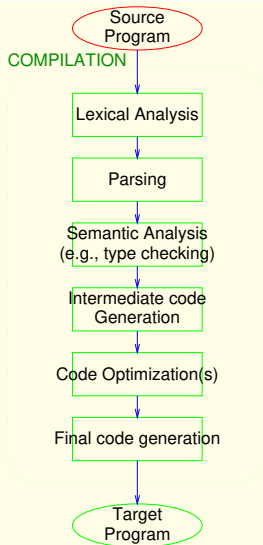 Source
Program
COMPILATION
Lexical Analysis
Parsing
Semantic Analysis
(e.g., type checking)
Intermediate code
Generation
Code Optimization(s)
Final code generation
Target
Program